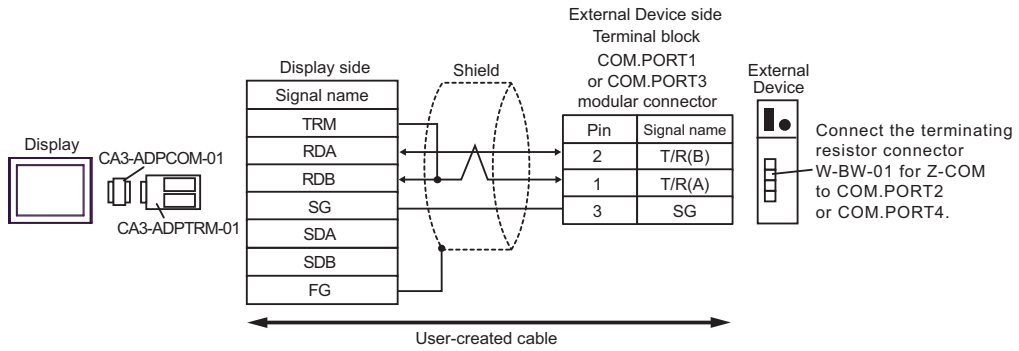 External Device side
Terminal block
COM.PORT1
or COM.PORT3
modular connector
Display side
Shield
External
Device
Signal name
TRM
RDA
RDB
SG
SDA
SDB
FG
Pin
Signal name
2
T/R(B)
1
T/R(A)
3
SG
Display
CA3-ADPCOM-01
CA3-ADPTRM-01
Connect the terminating
resistor connector
W-BW-01 for Z-COM
to COM.PORT2
or COM.PORT4.
User-created cable